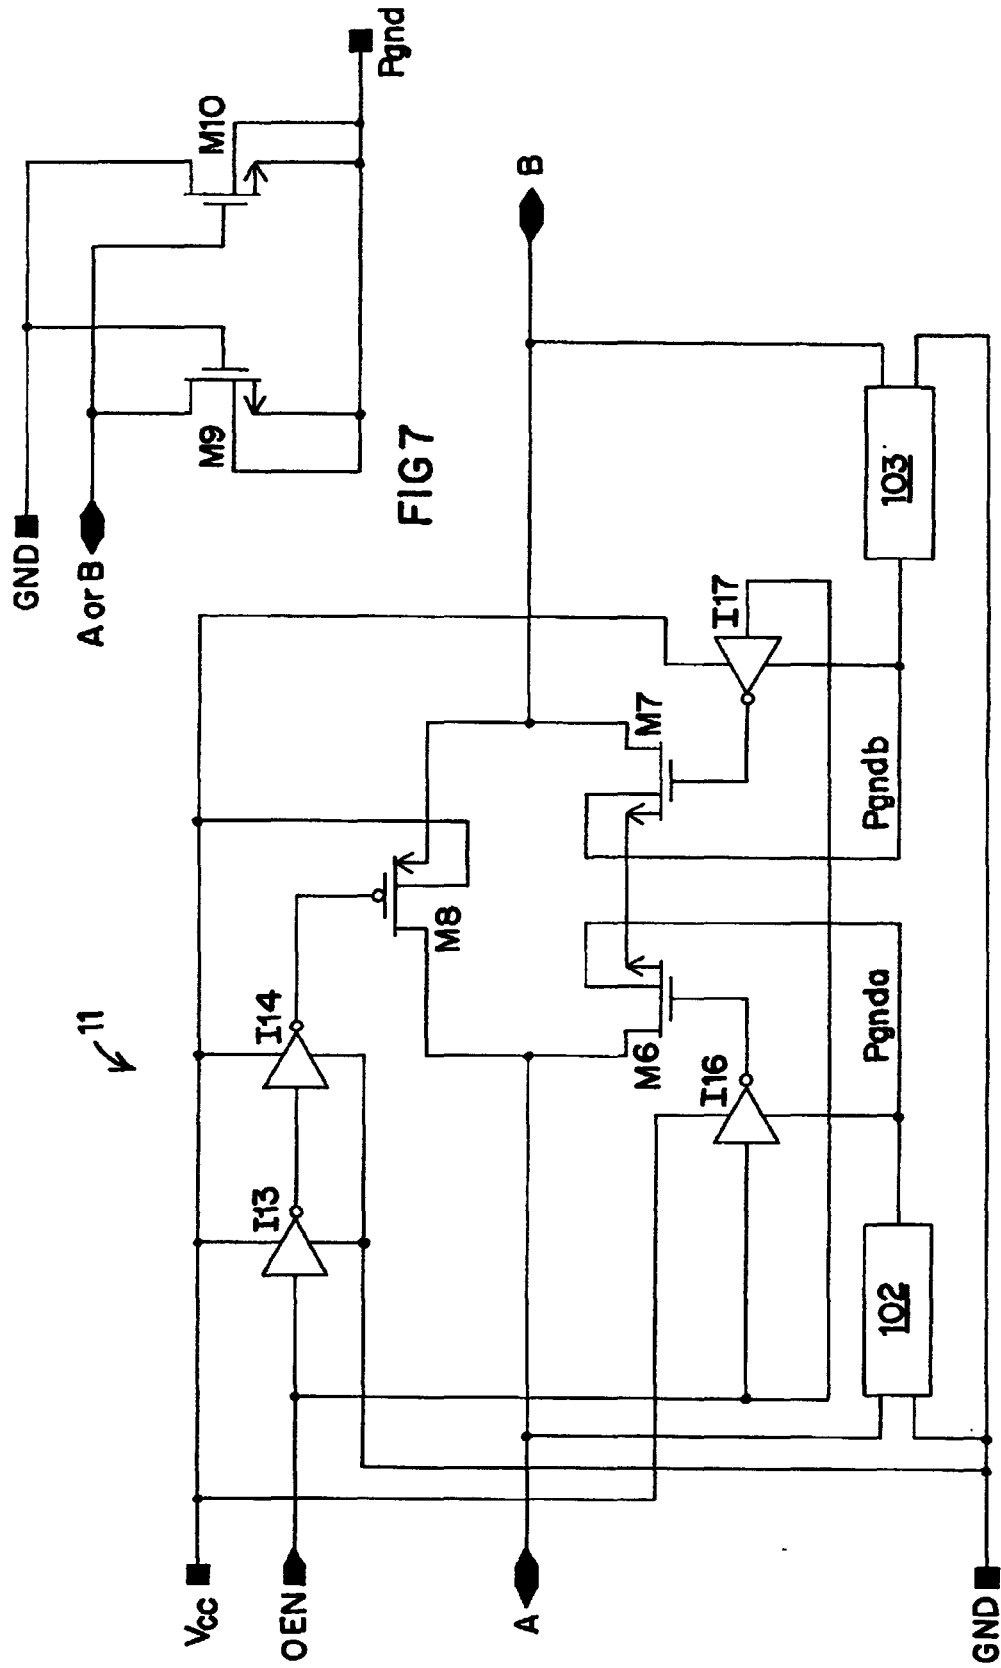 GND
A or B
M9
M10
Pgnd
FIG 7
11
Vcc
OEN
I13
I14
M8
A
B
M6
M7
I16
I17
Pgnda
Pgndb
102
103
GND